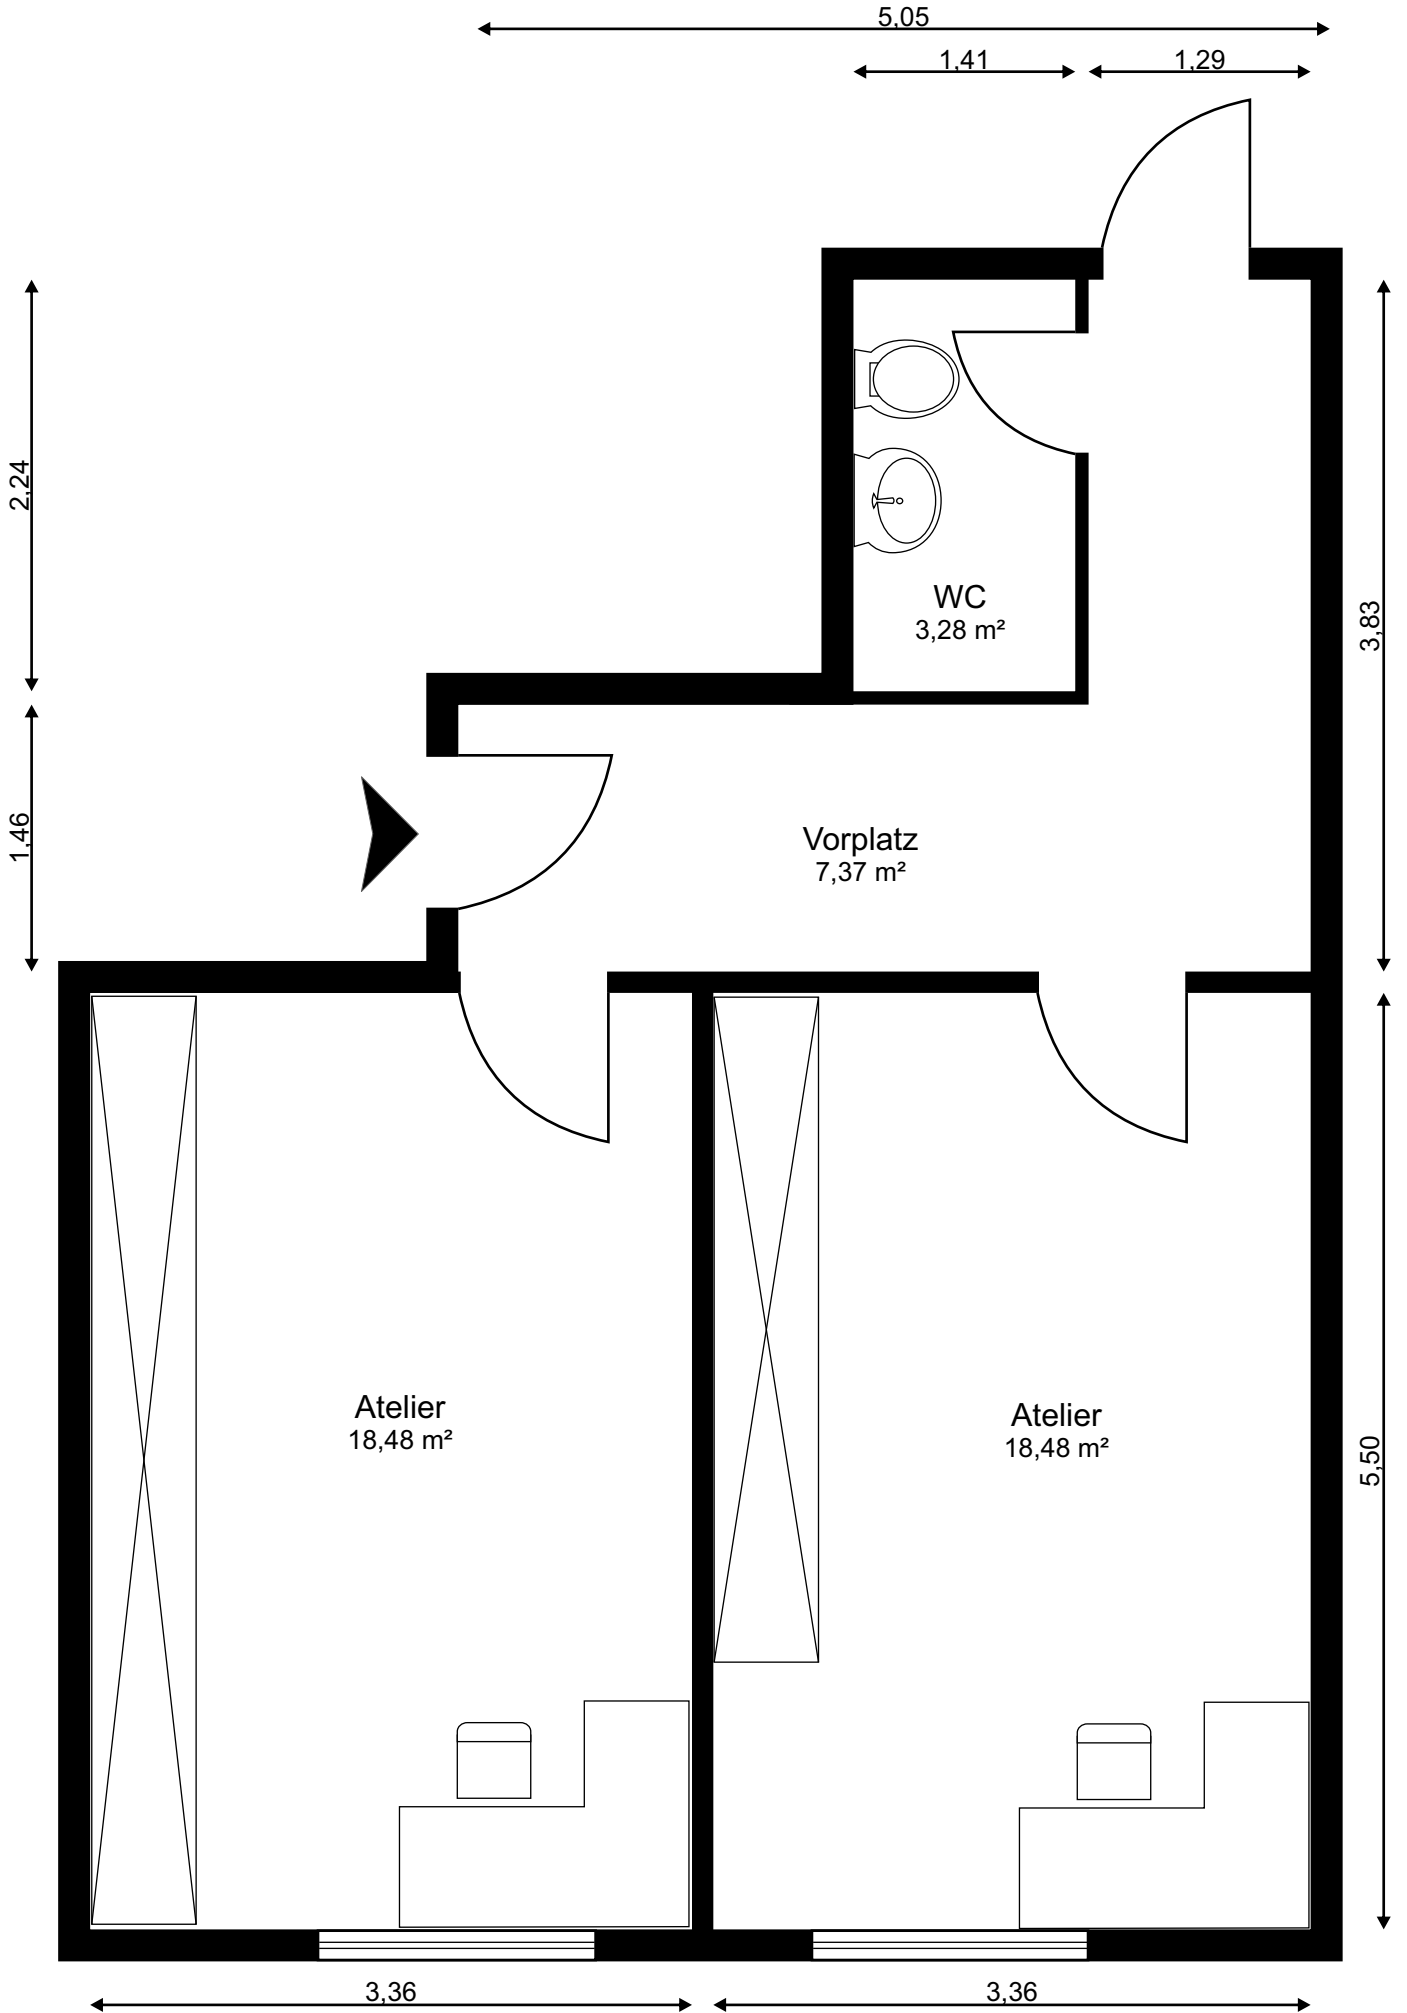 5,05
1,41
1,29
2,24
WC
3,28 m²
3,83
1,46
Vorplatz
7,37 m²
Atelier
18,48 m²
Atelier
18,48 m²
5,50
3,36
3,36